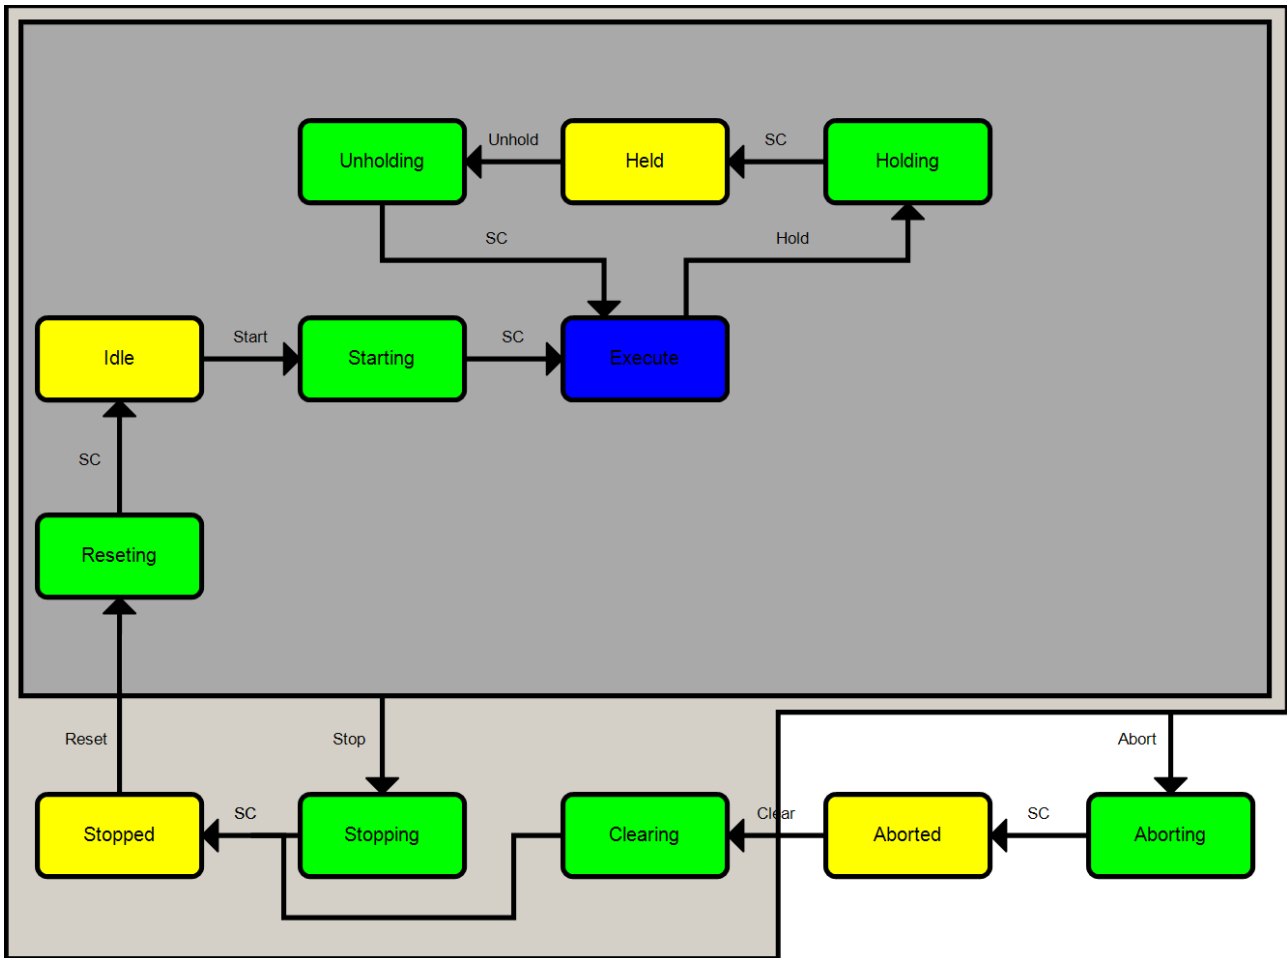 Unholding
Unhold
Held
SC
Holding
SC
Hold
Idle
Start
Starting
SC
Execute
SC
Reseting
Reset
Stop
Abort
Stopped
SC
Stopping
Clearing
Clear
Aborted
SC
Aborting